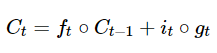 C_t = f_t ∘ C_{t−1} + i_t ∘ g_t